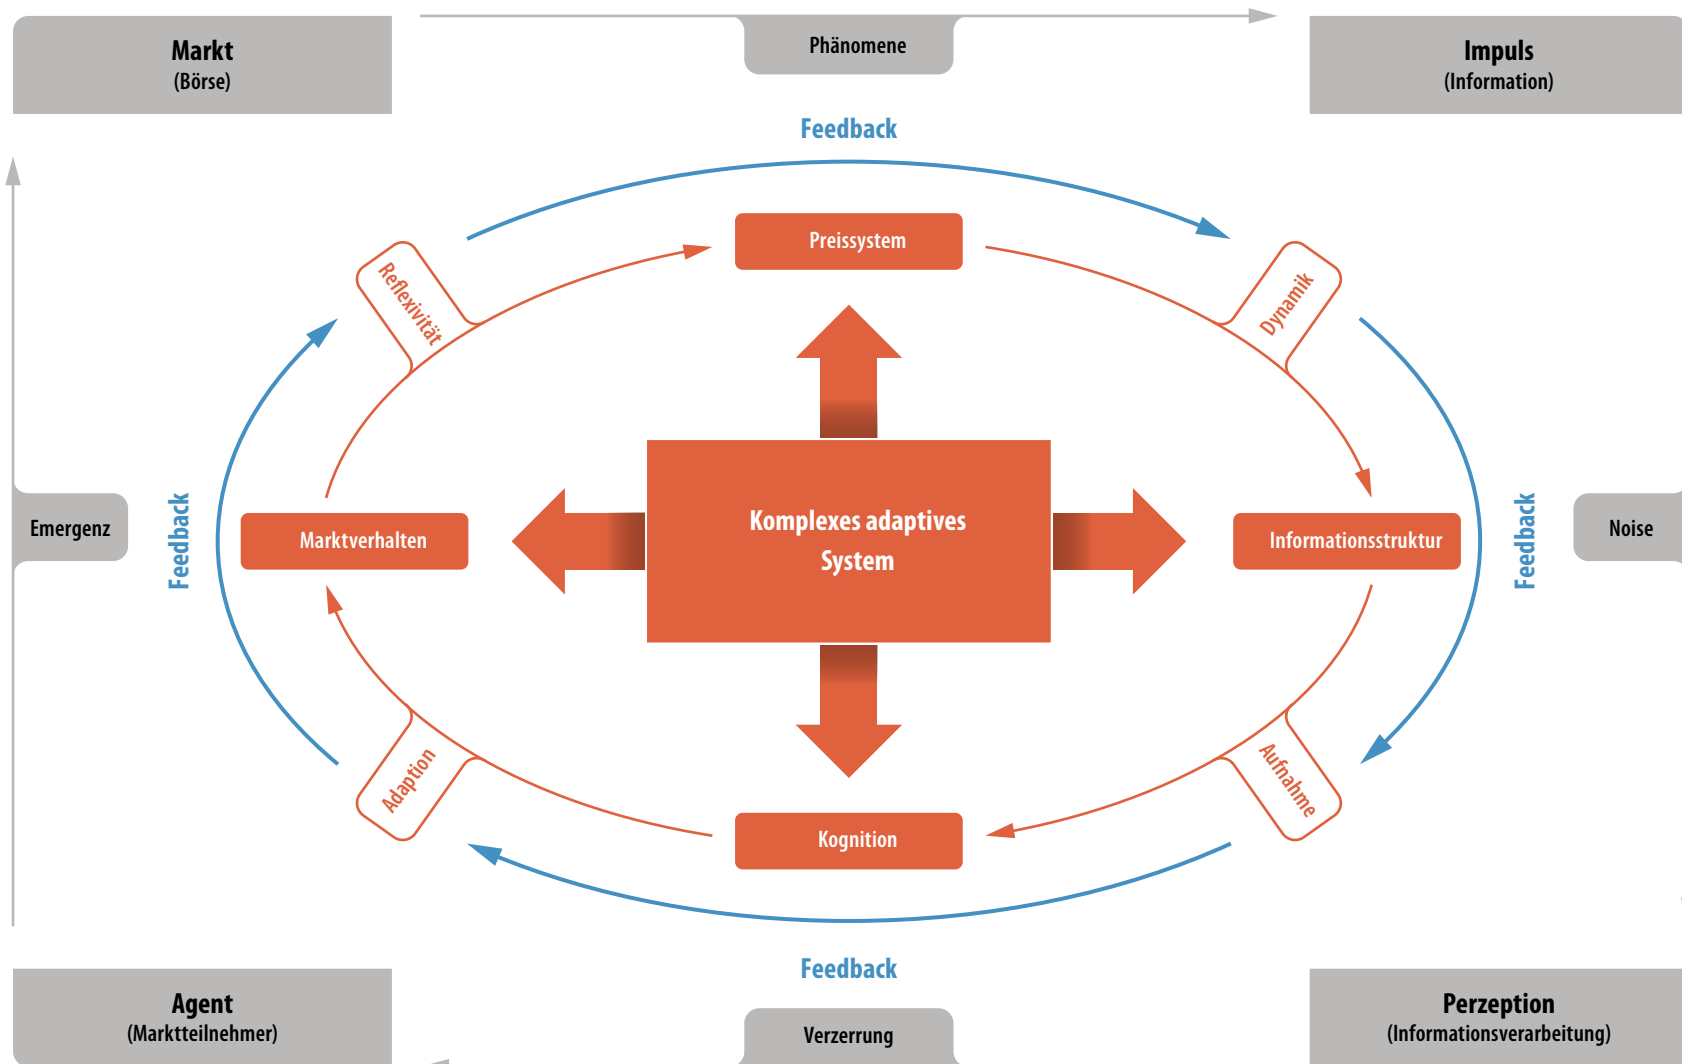 Markt
(Börse)
Phänomene
Impuls
(Information)
Feedback
Preissystem
Reflexivität
Dynamik
Emergenz
Feedback
Marktverhalten
Komplexes adaptives
System
Informationsstruktur
Feedback
Noise
Adaption
Aufnahme
Kognition
Feedback
Agent
(Marktteilnehmer)
Verzerrung
Perzeption
(Informationsverarbeitung)